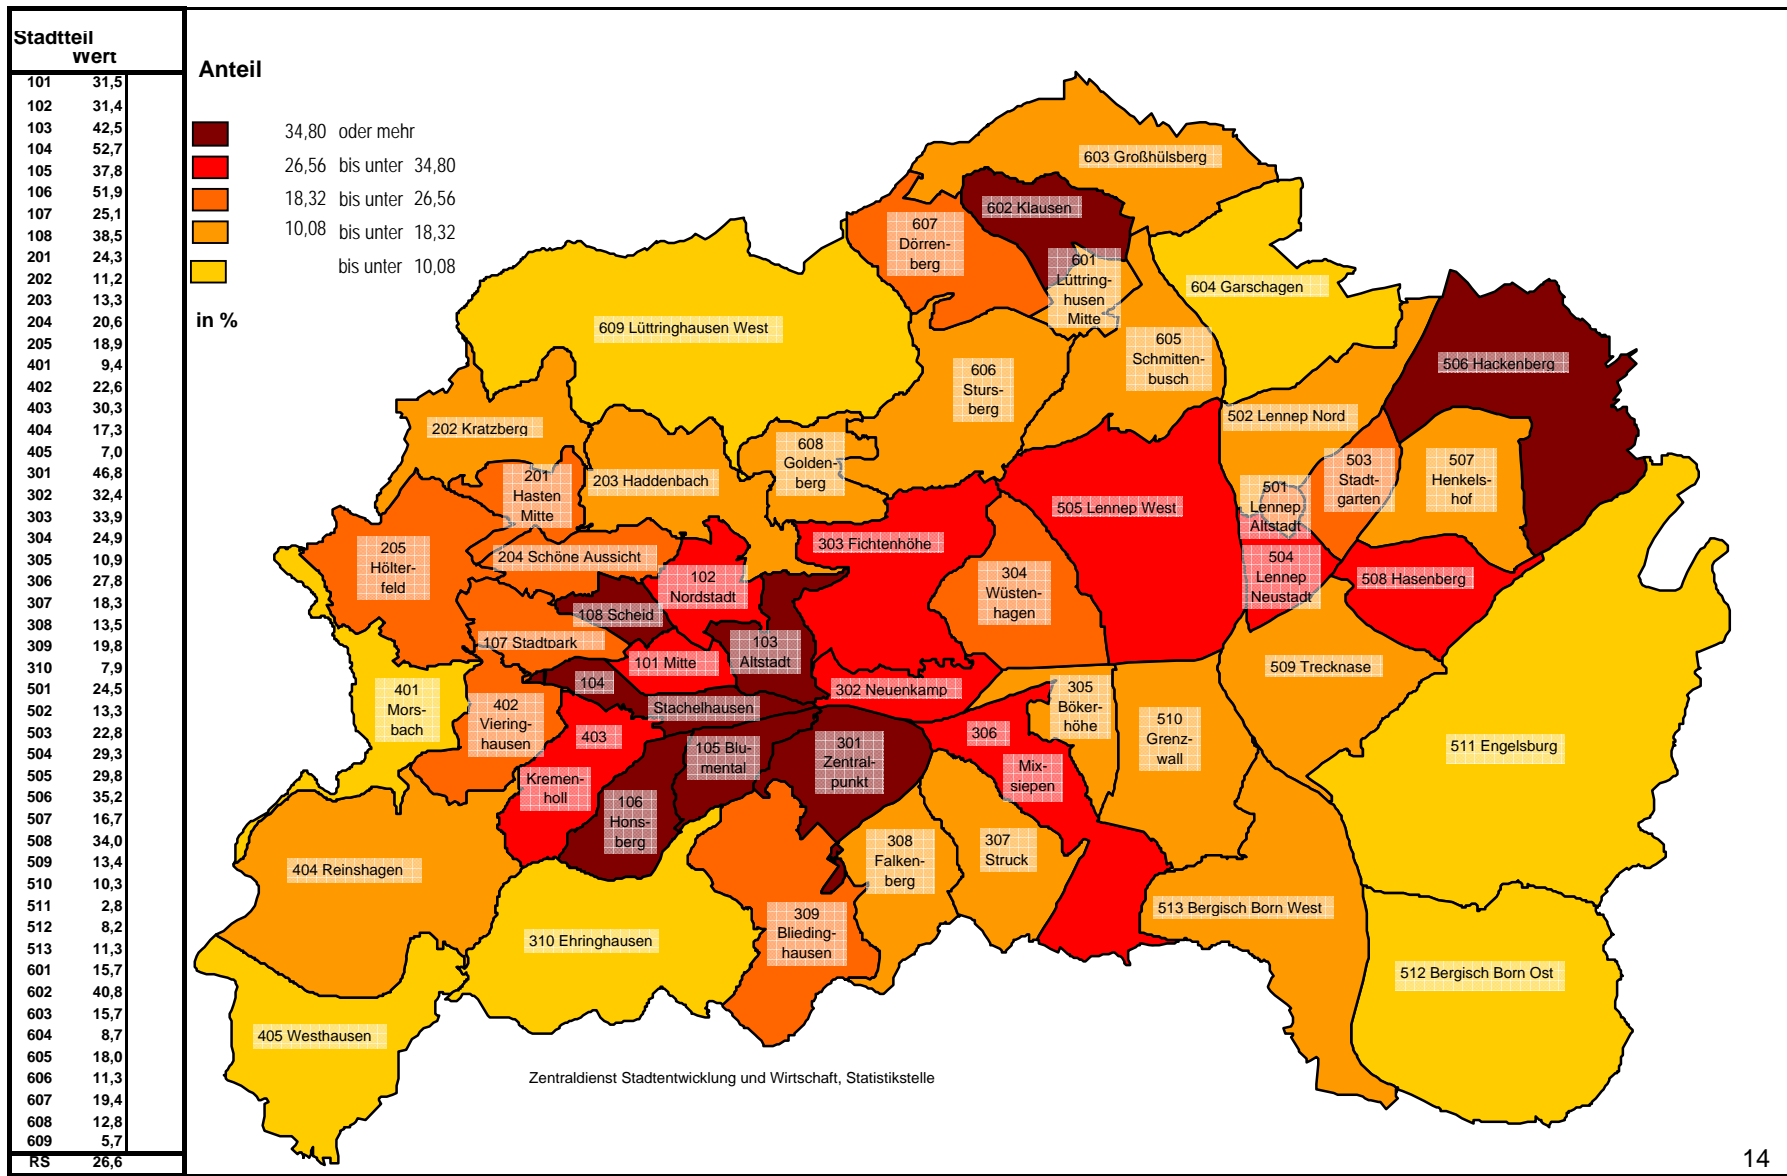 Stadtteil
Wert
101 31,5
102 31,4
103 42,5
104 52,7
105 37,8
106 51,9
107 25,1
108 38,5
201 24,3
202 11,2
203 13,3
204 20,6
205 18,9
401 9,4
402 22,6
403 30,3
404 17,3
405 7,0
301 46,8
302 32,4
303 33,9
304 24,9
305 10,9
306 27,8
307 18,3
308 13,5
309 19,8
310 7,9
501 24,5
502 13,3
503 22,8
504 29,3
505 29,8
506 35,2
507 16,7
508 34,0
509 13,4
510 10,3
511 2,8
512 8,2
513 11,3
601 15,7
602 40,8
603 15,7
604 8,7
605 18,0
606 11,3
607 19,4
608 12,8
609 5,7
RS 26,6
Anteil
34,80 oder mehr
26,56 bis unter 34,80
18,32 bis unter 26,56
10,08 bis unter 18,32
bis unter 10,08
in %
603 Großhülsberg
602 Klausen
607
Dörren-
berg
601
Lüttring-
husen
Mitte
604 Garschagen
609 Lüttringhausen West
605
Schmitten-
busch
506 Hackenberg
606
Sturs-
berg
502 Lennep Nord
202 Kratzberg
608
Golden-
berg
503
Stadt-
garten
507
Henkels-
hof
201
Hasten
Mitte
203 Haddenbach
501
Lennep
Altstadt
505 Lennep West
303 Fichtenhöhe
205
Hölter-
feld
204 Schöne Aussicht
504
Lennep
Neustadt
508 Hasenberg
102
Nordstadt
304
Wüsten-
hagen
108 Scheid
107 Stadtpark
103
Altstadt
101 Mitte
509 Trecknase
104
Stachelhausen
302 Neuenkamp
305
Böker-
höhe
401
Mors-
bach
402
Viering-
hausen
403
Kremen-
holl
306
Mix-
siepen
510
Grenz-
wall
105 Blu-
mental
301
Zentral-
punkt
511 Engelsburg
106
Hons-
berg
308
Falken-
berg
307
Struck
404 Reinshagen
309
Blieding-
hausen
513 Bergisch Born West
310 Ehringhausen
512 Bergisch Born Ost
405 Westhausen
Zentraldienst Stadtentwicklung und Wirtschaft, Statistikstelle
14